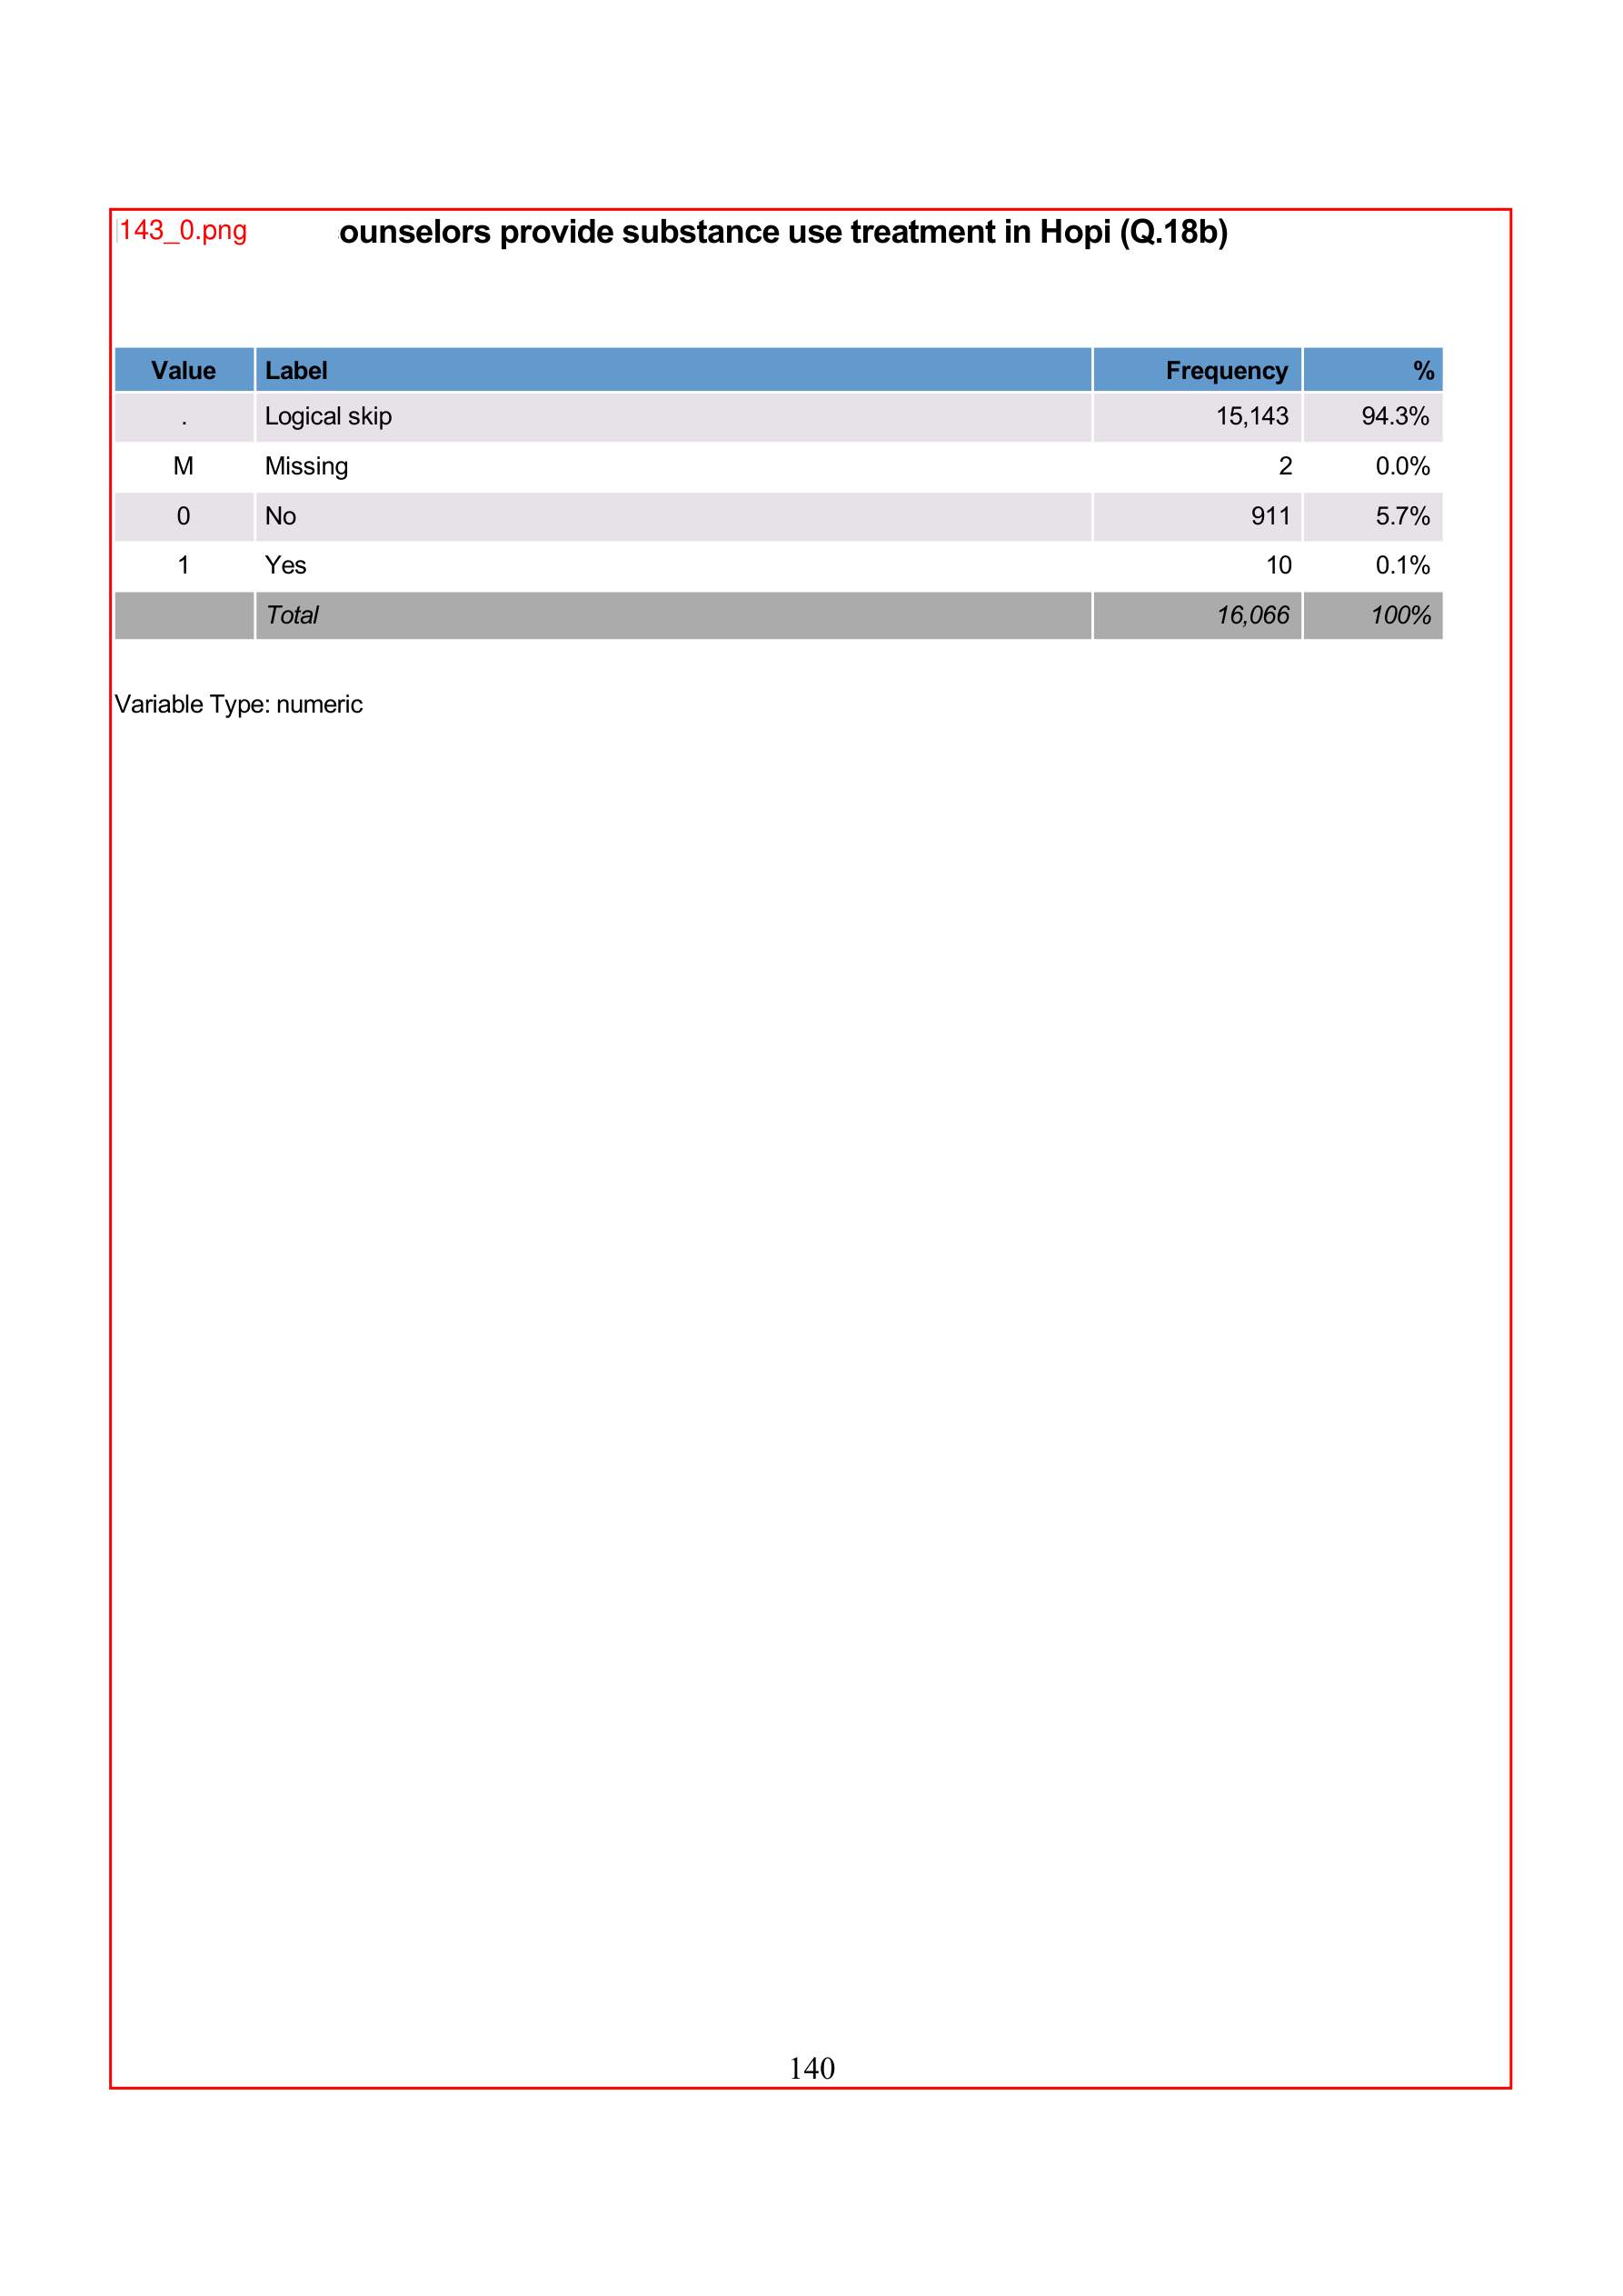 143_0.png ounselors provide substance use treatment in Hopi (Q.18b)
Value Label Frequency %
. Logical skip 15,143 94.3%
M Missing 2 0.0%
0 No 911 5.7%
1 Yes 10 0.1%
Total 16,066 100%
Variable Type: numeric
140